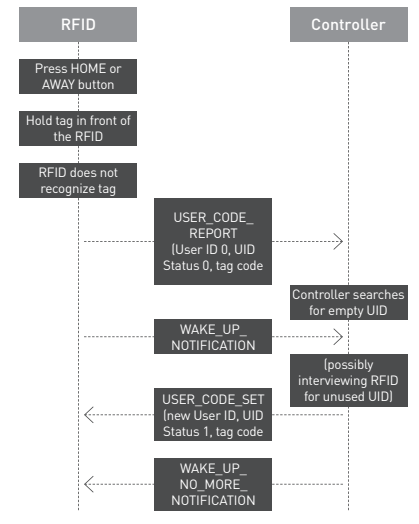 RFID
Controller
Press HOME or
AWAY button
Hold tag in front of
the RFID
RFID does not
recognize tag
USER_CODE_
REPORT
(User ID 0, UID
Status 0, tag code
Controller searches
for empty UID
WAKE_UP_
NOTIFICATION
(possibly
interviewing RFID
for unused UID)
USER_CODE_SET
(new User ID, UID
Status 1, tag code
WAKE_UP_
NO_MORE_
NOTIFICATION